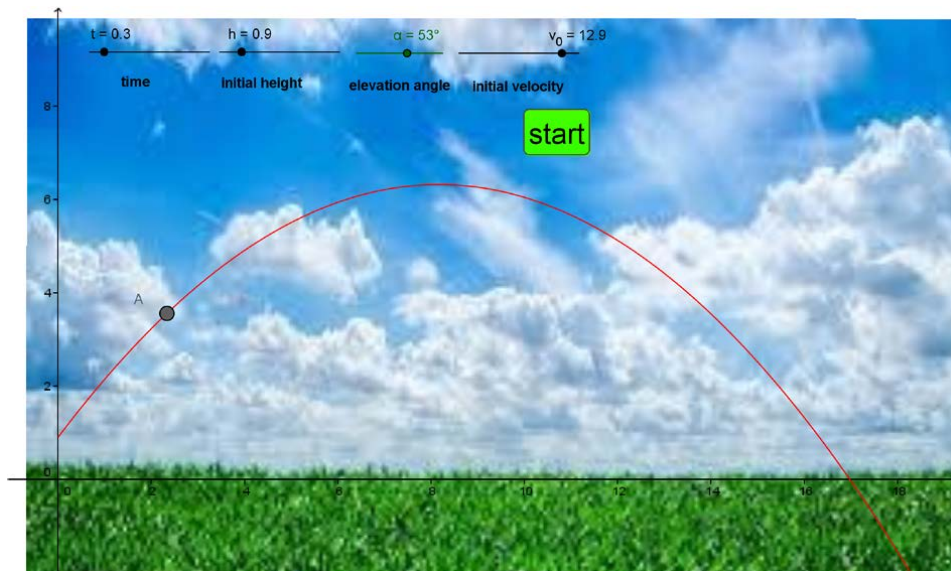 t = 0.3 h = 0.9 α = 53° v₀ = 12.9
time initial height elevation angle initial velocity
start
8
6
4
A
2
0
0 2 4 6 8 10 12 14 16 18